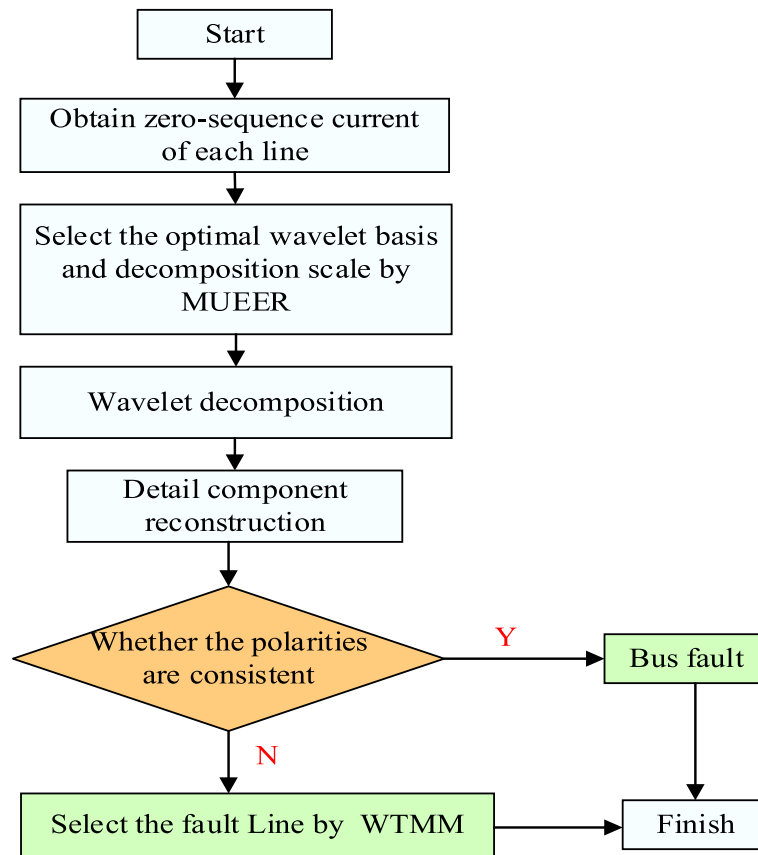 Start
Obtain zero-sequence current
of each line
Select the optimal wavelet basis
and decomposition scale by
MUEER
Wavelet decomposition
Detail component
reconstruction
Whether the polarities
are consistent
Y
Bus fault
N
Select the fault Line by WTMM
Finish